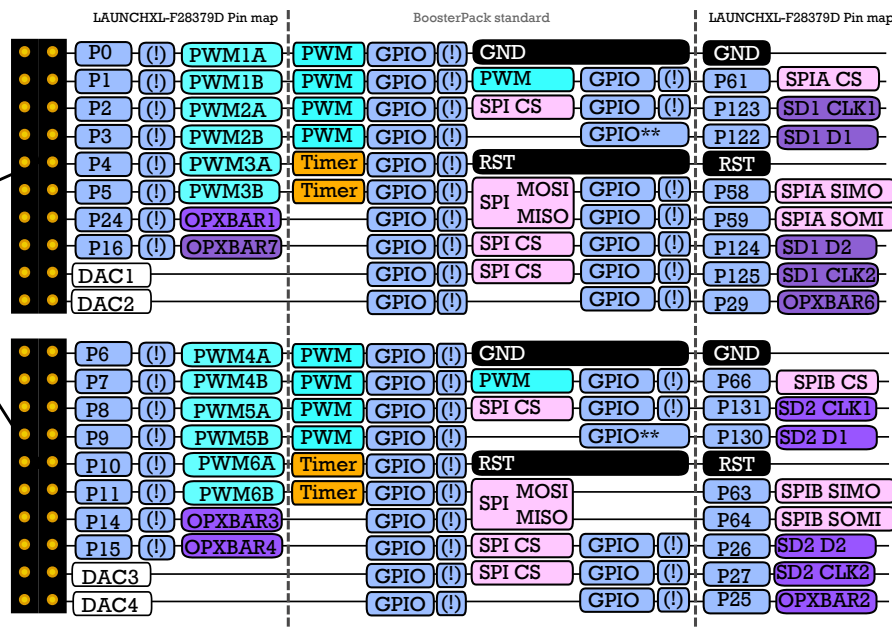 LAUNCHXL-F28379D Pin map BoosterPack standard LAUNCHXL-F28379D Pin map
P0 (!) PWM1A PWM GPIO (!) GND GND
P1 (!) PWM1B PWM GPIO (!) PWM GPIO (!) P61 SPIA CS
P2 (!) PWM2A PWM GPIO (!) SPI CS GPIO (!) P123 SD1 CLK1
P3 (!) PWM2B PWM GPIO (!) GPIO** P122 SD1 D1
P4 (!) PWM3A Timer GPIO (!) RST RST
P5 (!) PWM3B Timer GPIO (!) SPI MOSI GPIO (!) P58 SPIA SIMO
P24 (!) OPXBAR1 GPIO (!) MISO GPIO (!) P59 SPIA SOMI
P16 (!) OPXBAR7 GPIO (!) SPI CS GPIO (!) P124 SD1 D2
DAC1 GPIO (!) SPI CS GPIO (!) P125 SD1 CLK2
DAC2 GPIO (!) GPIO (!) P29 OPXBAR6
P6 (!) PWM4A PWM GPIO (!) GND GND
P7 (!) PWM4B PWM GPIO (!) PWM GPIO (!) P66 SPIB CS
P8 (!) PWM5A PWM GPIO (!) SPI CS GPIO (!) P131 SD2 CLK1
P9 (!) PWM5B PWM GPIO (!) GPIO** P130 SD2 D1
P10 (!) PWM6A Timer GPIO (!) RST RST
P11 (!) PWM6B Timer GPIO (!) SPI MOSI P63 SPIB SIMO
P14 (!) OPXBAR3 GPIO (!) MISO P64 SPIB SOMI
P15 (!) OPXBAR4 GPIO (!) SPI CS GPIO (!) P26 SD2 D2
DAC3 GPIO (!) SPI CS GPIO (!) P27 SD2 CLK2
DAC4 GPIO (!) GPIO (!) P25 OPXBAR2